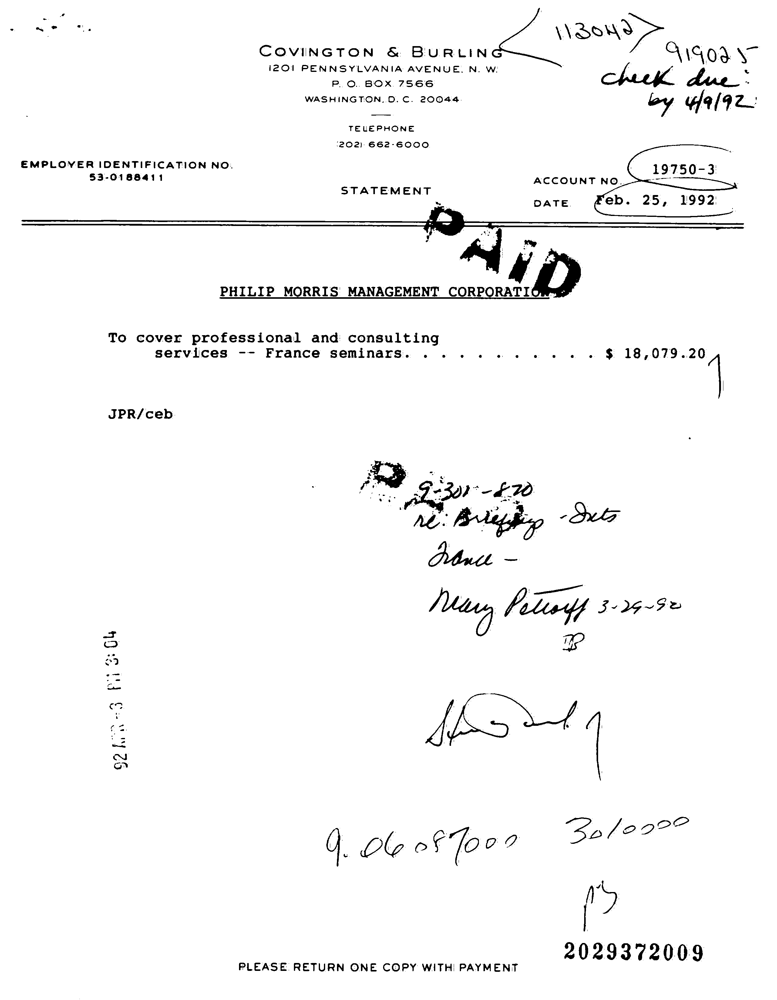 113042
919025
check due:
by 4/9/92
COVINGTON & BURLING
1201 PENNSYLVANIA AVENUE, N. W.
P. O. BOX 7566
WASHINGTON, D. C. 20044
TELEPHONE
(202) 662-6000
EMPLOYER IDENTIFICATION NO.
53-0188411
STATEMENT
ACCOUNT NO. 19750-3
DATE Feb. 25, 1992
PAID
PHILIP MORRIS MANAGEMENT CORPORATION
To cover professional and consulting
services -- France seminars. . . . . . . . . . . . $ 18,079.20
JPR/ceb
9-301-870
re: Briefings -
France -
Mary Pottorff 3-29-92
92 APR -3 PM 3:04
9.06087000 3010000
2029372009
PLEASE RETURN ONE COPY WITH PAYMENT